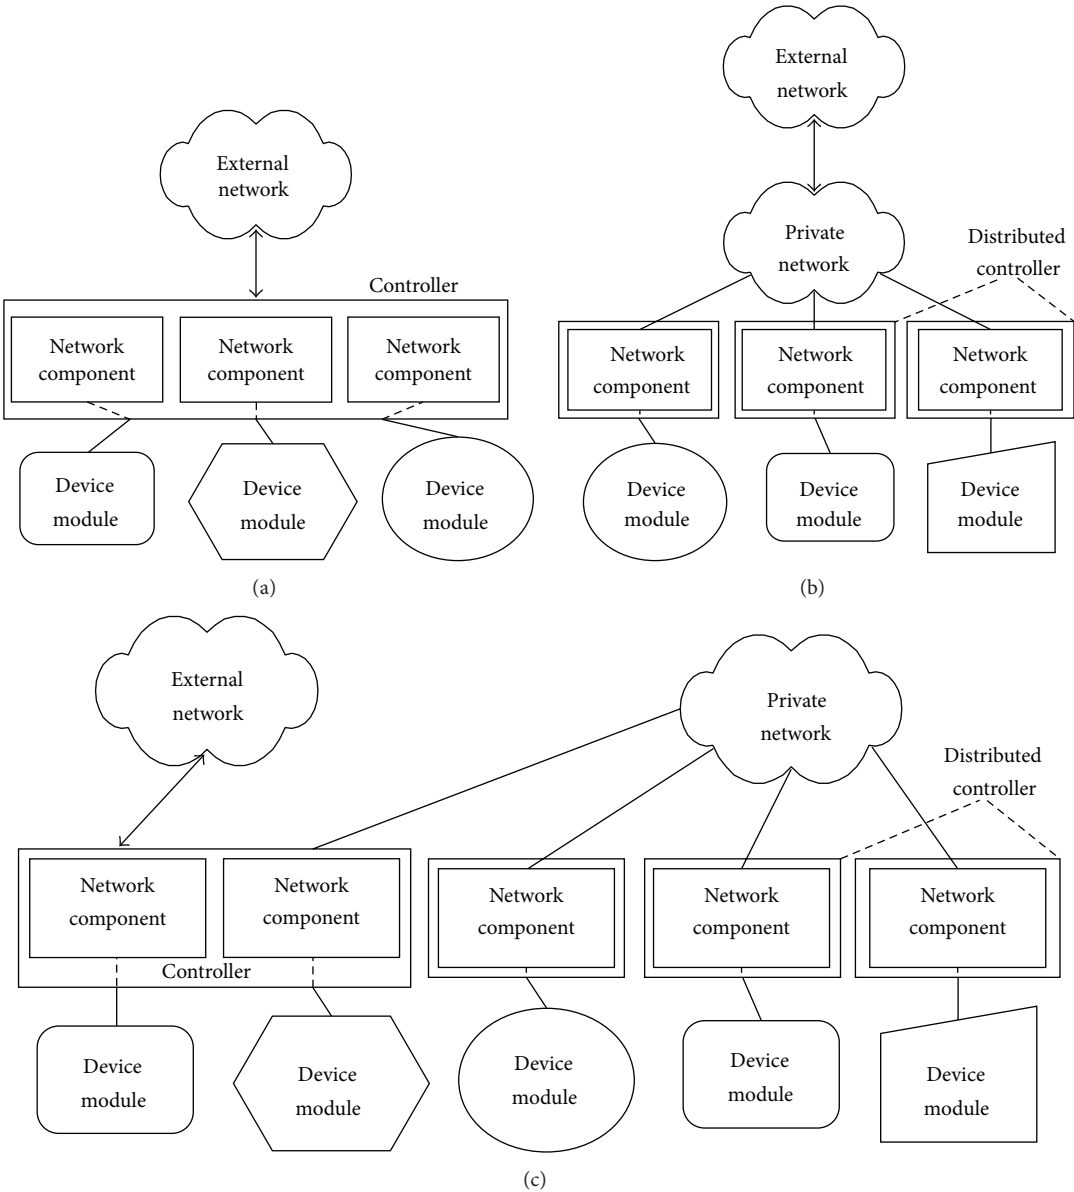 External
network
Controller
Network
component
Network
component
Network
component
Device
module
Device
module
Device
module
(a)
External
network
Private
network
Distributed
controller
Network
component
Network
component
Network
component
Device
module
Device
module
Device
module
(b)
External
network
Private
network
Distributed
controller
Network
component
Network
component
Controller
Network
component
Network
component
Network
component
Device
module
Device
module
Device
module
Device
module
Device
module
(c)